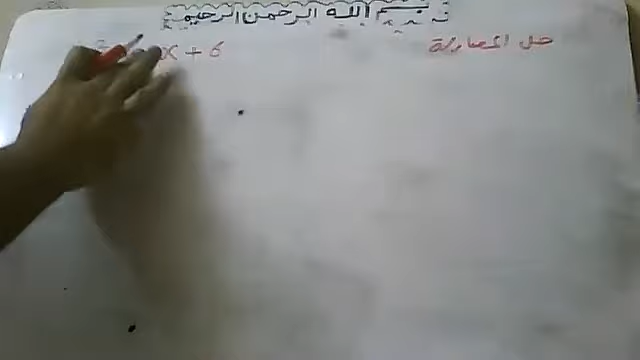 بسم الله الرحمن الرحيم
حل المعادلة
x + 6